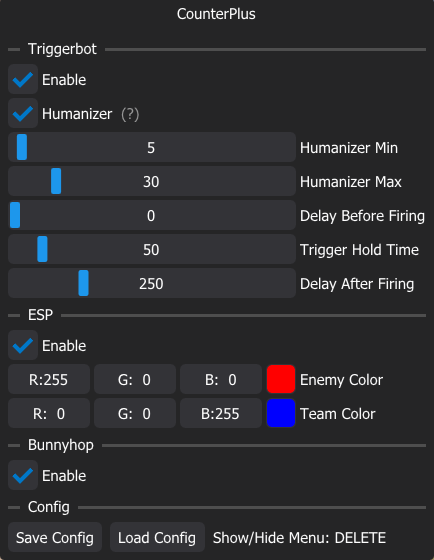 CounterPlus
Triggerbot
Enable
Humanizer (?)
5 Humanizer Min
30 Humanizer Max
0 Delay Before Firing
50 Trigger Hold Time
250 Delay After Firing
ESP
Enable
R:255 G: 0 B: 0 Enemy Color
R: 0 G: 0 B:255 Team Color
Bunnyhop
Enable
Config
Save Config Load Config Show/Hide Menu: DELETE